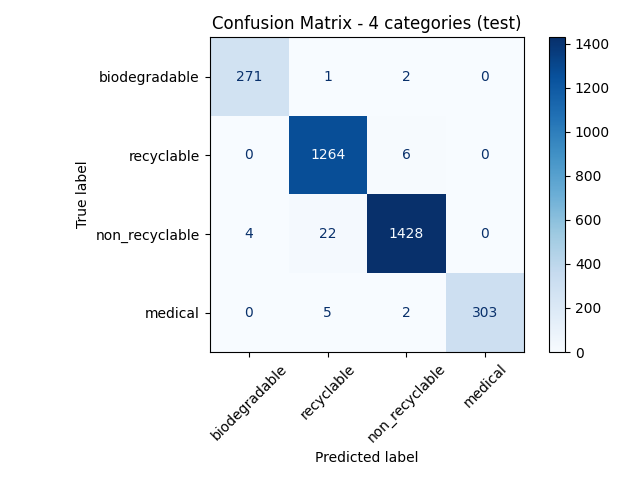 Confusion Matrix - 4 categories (test)
True label
biodegradable 271 1 2 0
recyclable 0 1264 6 0
non_recyclable 4 22 1428 0
medical 0 5 2 303
biodegradable recyclable non_recyclable medical
Predicted label
1400
1200
1000
800
600
400
200
0